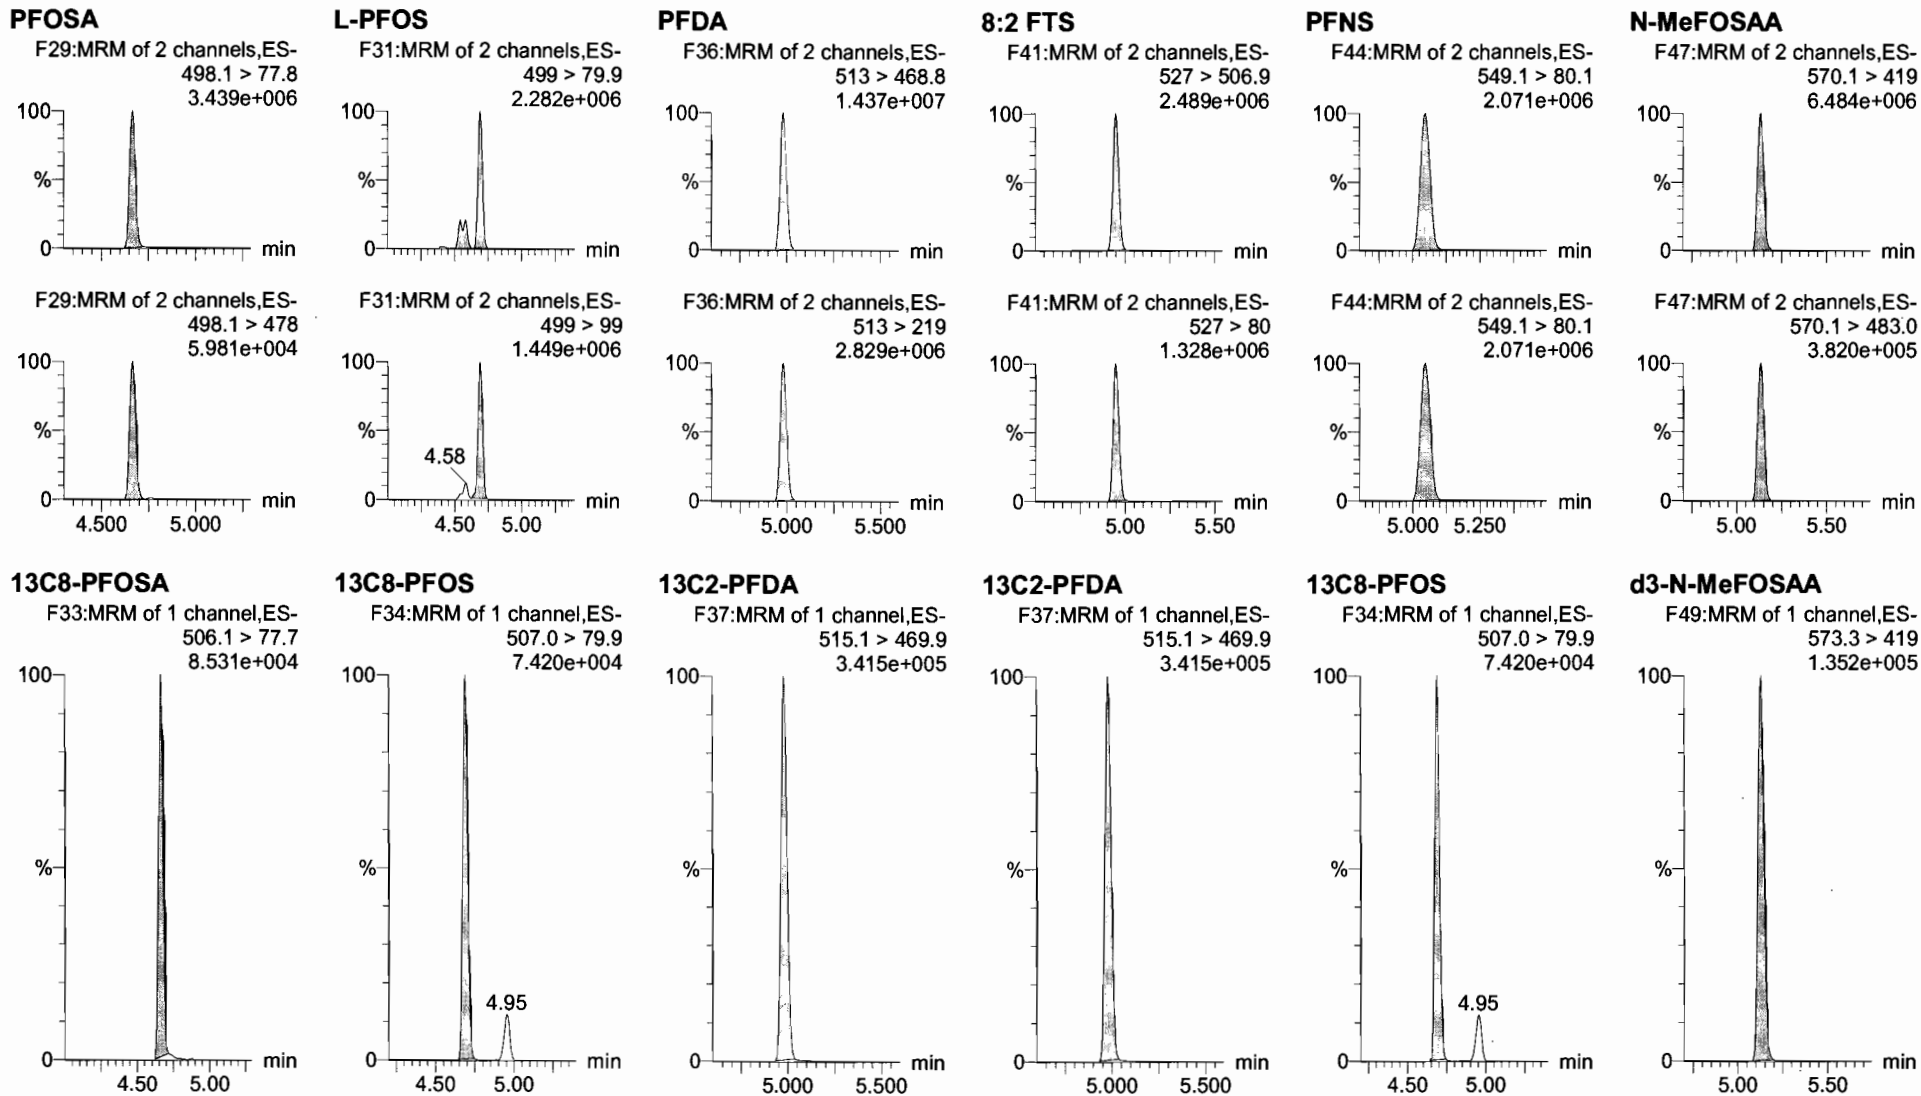 PFOSA
F29:MRM of 2 channels,ES-
498.1 > 77.8
3.439e+006
100
%
0
min
F29:MRM of 2 channels,ES-
498.1 > 478
5.981e+004
100
%
0
min
4.500 5.000
L-PFOS
F31:MRM of 2 channels,ES-
499 > 79.9
2.282e+006
100
%
0
min
F31:MRM of 2 channels,ES-
499 > 99
1.449e+006
100
%
4.58
0
min
4.50 5.00
PFDA
F36:MRM of 2 channels,ES-
513 > 468.8
1.437e+007
100
%
0
min
F36:MRM of 2 channels,ES-
513 > 219
2.829e+006
100
%
0
min
5.000 5.500
8:2 FTS
F41:MRM of 2 channels,ES-
527 > 506.9
2.489e+006
100
%
0
min
F41:MRM of 2 channels,ES-
527 > 80
1.328e+006
100
%
0
min
5.00 5.50
PFNS
F44:MRM of 2 channels,ES-
549.1 > 80.1
2.071e+006
100
%
0
min
F44:MRM of 2 channels,ES-
549.1 > 80.1
2.071e+006
100
%
0
min
5.000 5.250
N-MeFOSAA
F47:MRM of 2 channels,ES-
570.1 > 419
6.484e+006
100
%
0
min
F47:MRM of 2 channels,ES-
570.1 > 483.0
3.820e+005
100
%
0
min
5.00 5.50
13C8-PFOSA
F33:MRM of 1 channel,ES-
506.1 > 77.7
8.531e+004
100
%
0
min
4.50 5.00
13C8-PFOS
F34:MRM of 1 channel,ES-
507.0 > 79.9
7.420e+004
100
%
4.95
0
min
4.50 5.00
13C2-PFDA
F37:MRM of 1 channel,ES-
515.1 > 469.9
3.415e+005
100
%
0
min
5.000 5.500
13C2-PFDA
F37:MRM of 1 channel,ES-
515.1 > 469.9
3.415e+005
100
%
0
min
5.000 5.500
13C8-PFOS
F34:MRM of 1 channel,ES-
507.0 > 79.9
7.420e+004
100
%
4.95
0
min
4.50 5.00
d3-N-MeFOSAA
F49:MRM of 1 channel,ES-
573.3 > 419
1.352e+005
100
%
0
min
5.00 5.50